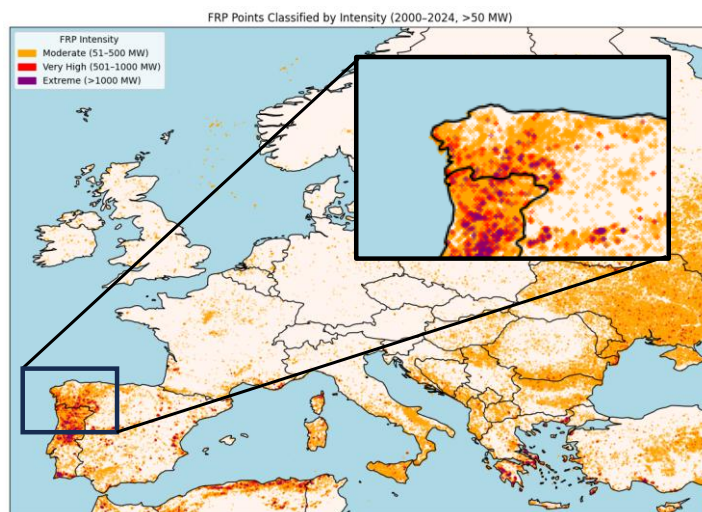 FRP Points Classified by Intensity (2000–2024, >50 MW)
FRP Intensity
Moderate (51–500 MW)
Very High (501–1000 MW)
Extreme (>1000 MW)